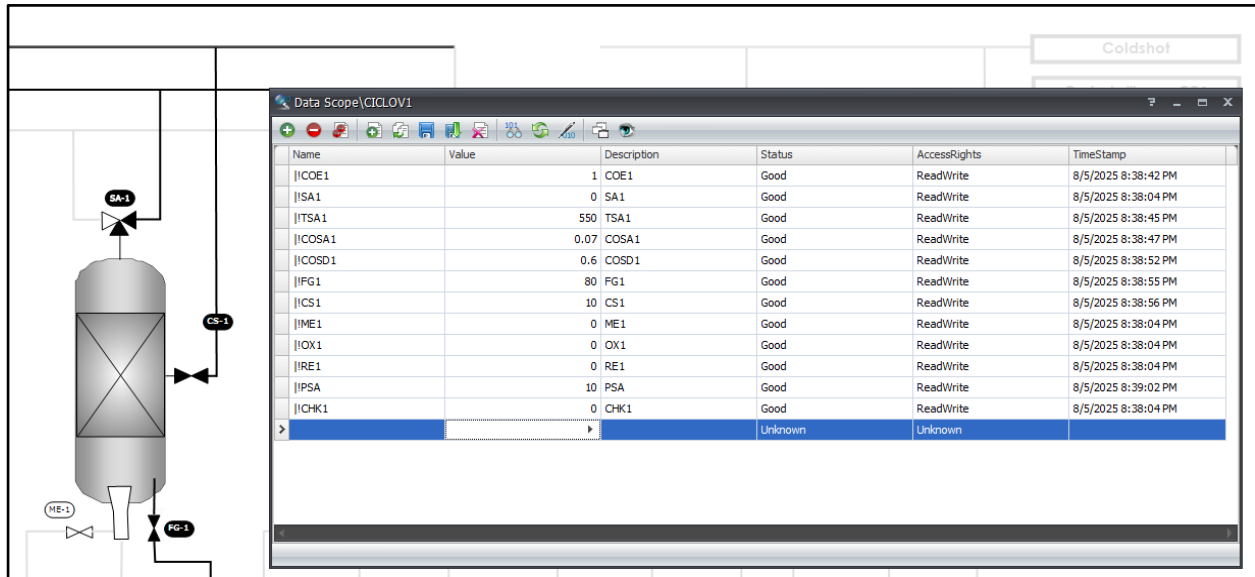 Coldshot
Data Scope\CICLOV1
Name Value Description Status AccessRights TimeStamp
|!COE1 1 COE1 Good ReadWrite 8/5/2025 8:38:42 PM
|!SA1 0 SA1 Good ReadWrite 8/5/2025 8:38:04 PM
|!TSA1 550 TSA1 Good ReadWrite 8/5/2025 8:38:45 PM
|!COSA1 0.07 COSA1 Good ReadWrite 8/5/2025 8:38:47 PM
|!COSD1 0.6 COSD1 Good ReadWrite 8/5/2025 8:38:52 PM
|!FG1 80 FG1 Good ReadWrite 8/5/2025 8:38:55 PM
|!CS1 10 CS1 Good ReadWrite 8/5/2025 8:38:56 PM
|!ME1 0 ME1 Good ReadWrite 8/5/2025 8:38:04 PM
|!OX1 0 OX1 Good ReadWrite 8/5/2025 8:38:04 PM
|!RE1 0 RE1 Good ReadWrite 8/5/2025 8:38:04 PM
|!PSA 10 PSA Good ReadWrite 8/5/2025 8:39:02 PM
|!CHK1 0 CHK1 Good ReadWrite 8/5/2025 8:38:04 PM
Unknown Unknown
SA-1
CS-1
ME-1
FG-1